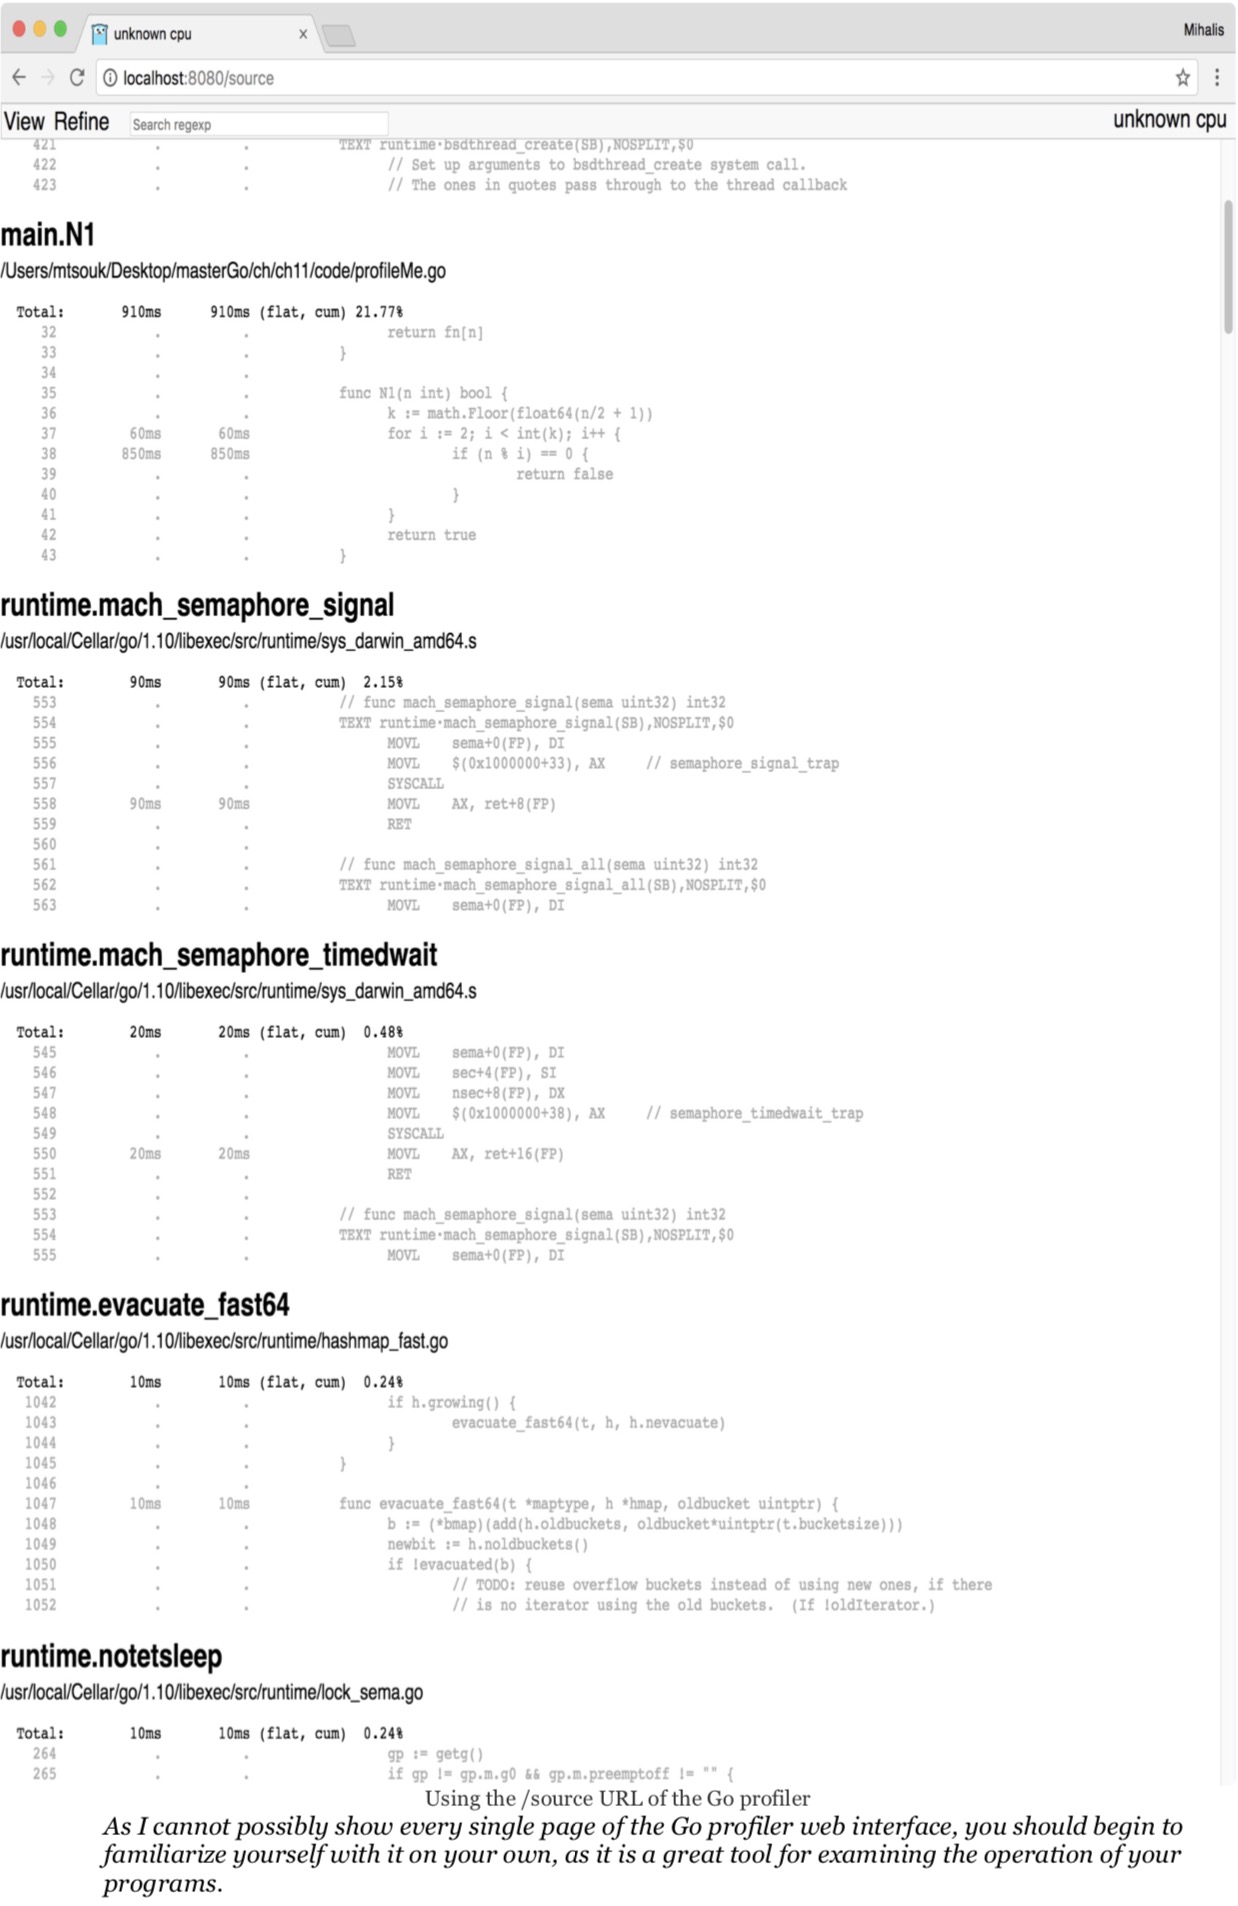 unknown cpu
Mihalis
localhost:8080/source
View Refine Search regexp unknown cpu
421 . . TEXT runtime·bsdthread_create(SB),NOSPLIT,$0
422 . . // Set up arguments to bsdthread_create system call.
423 . . // The ones in quotes pass through to the thread callback
main.N1
/Users/mtsouk/Desktop/masterGo/ch/ch11/code/profileMe.go
Total: 910ms 910ms (flat, cum) 21.77%
32 . . return fn[n]
33 . . }
34 . .
35 . . func N1(n int) bool {
36 . . k := math.Floor(float64(n/2 + 1))
37 60ms 60ms for i := 2; i < int(k); i++ {
38 850ms 850ms if (n % i) == 0 {
39 . . return false
40 . . }
41 . . }
42 . . return true
43 . . }
runtime.mach_semaphore_signal
/usr/local/Cellar/go/1.10/libexec/src/runtime/sys_darwin_amd64.s
Total: 90ms 90ms (flat, cum) 2.15%
553 . . // func mach_semaphore_signal(sema uint32) int32
554 . . TEXT runtime·mach_semaphore_signal(SB),NOSPLIT,$0
555 . . MOVL sema+0(FP), DI
556 . . MOVL $(0x1000000+33), AX // semaphore_signal_trap
557 . . SYSCALL
558 90ms 90ms MOVL AX, ret+8(FP)
559 . . RET
560 . .
561 . . // func mach_semaphore_signal_all(sema uint32) int32
562 . . TEXT runtime·mach_semaphore_signal_all(SB),NOSPLIT,$0
563 . . MOVL sema+0(FP), DI
runtime.mach_semaphore_timedwait
/usr/local/Cellar/go/1.10/libexec/src/runtime/sys_darwin_amd64.s
Total: 20ms 20ms (flat, cum) 0.48%
545 . . MOVL sema+0(FP), DI
546 . . MOVL sec+4(FP), SI
547 . . MOVL nsec+8(FP), DX
548 . . MOVL $(0x1000000+38), AX // semaphore_timedwait_trap
549 . . SYSCALL
550 20ms 20ms MOVL AX, ret+16(FP)
551 . . RET
552 . .
553 . . // func mach_semaphore_signal(sema uint32) int32
554 . . TEXT runtime·mach_semaphore_signal(SB),NOSPLIT,$0
555 . . MOVL sema+0(FP), DI
runtime.evacuate_fast64
/usr/local/Cellar/go/1.10/libexec/src/runtime/hashmap_fast.go
Total: 10ms 10ms (flat, cum) 0.24%
1042 . . if h.growing() {
1043 . . evacuate_fast64(t, h, h.nevacuate)
1044 . . }
1045 . . }
1046 . .
1047 10ms 10ms func evacuate_fast64(t *maptype, h *hmap, oldbucket uintptr) {
1048 . . b := (*bmap)(add(h.oldbuckets, oldbucket*uintptr(t.bucketsize)))
1049 . . newbit := h.noldbuckets()
1050 . . if !evacuated(b) {
1051 . . // TODO: reuse overflow buckets instead of using new ones, if there
1052 . . // is no iterator using the old buckets. (If !oldIterator.)
runtime.notetsleep
/usr/local/Cellar/go/1.10/libexec/src/runtime/lock_sema.go
Total: 10ms 10ms (flat, cum) 0.24%
264 . . gp := getg()
265 . . if gp != gp.m.g0 && gp.m.preemptoff != "" {
Using the /source URL of the Go profiler
As I cannot possibly show every single page of the Go profiler web interface, you should begin to
familiarize yourself with it on your own, as it is a great tool for examining the operation of your
programs.